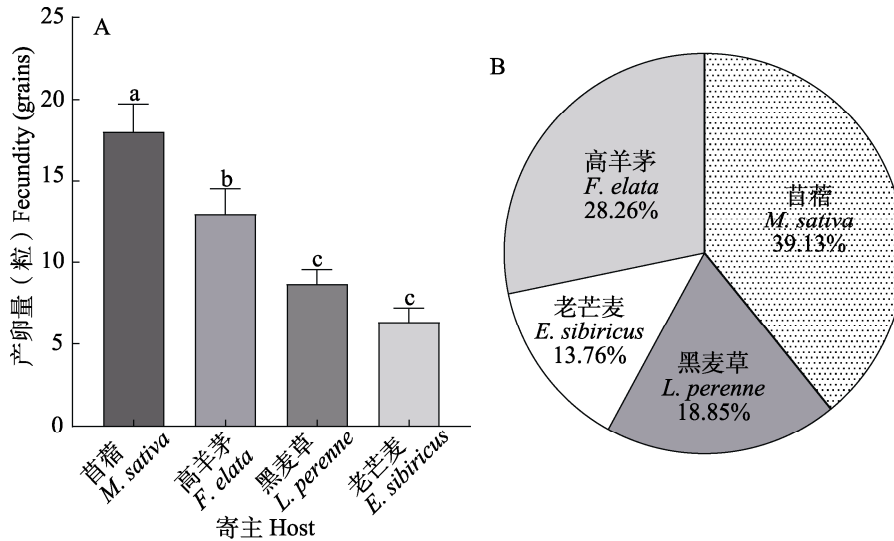 A
25
20
15
10
5
0
产卵量（粒）Fecundity (grains)
a
b
c
c
苜蓿
M. sativa
高羊茅
F. elata
黑麦草
L. perenne
老芒麦
E. sibiricus
寄主 Host
B
高羊茅
F. elata
28.26%
苜蓿
M. sativa
39.13%
老芒麦
E. sibiricus
13.76%
黑麦草
L. perenne
18.85%